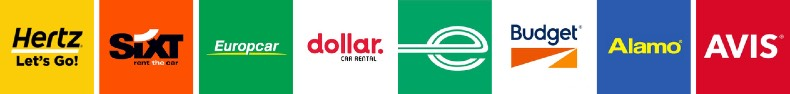 Hertz
Let's Go!
SIXT
rent the car
Europcar
dollar.
CAR RENTAL
e
Budget®
Alamo®
AVIS®